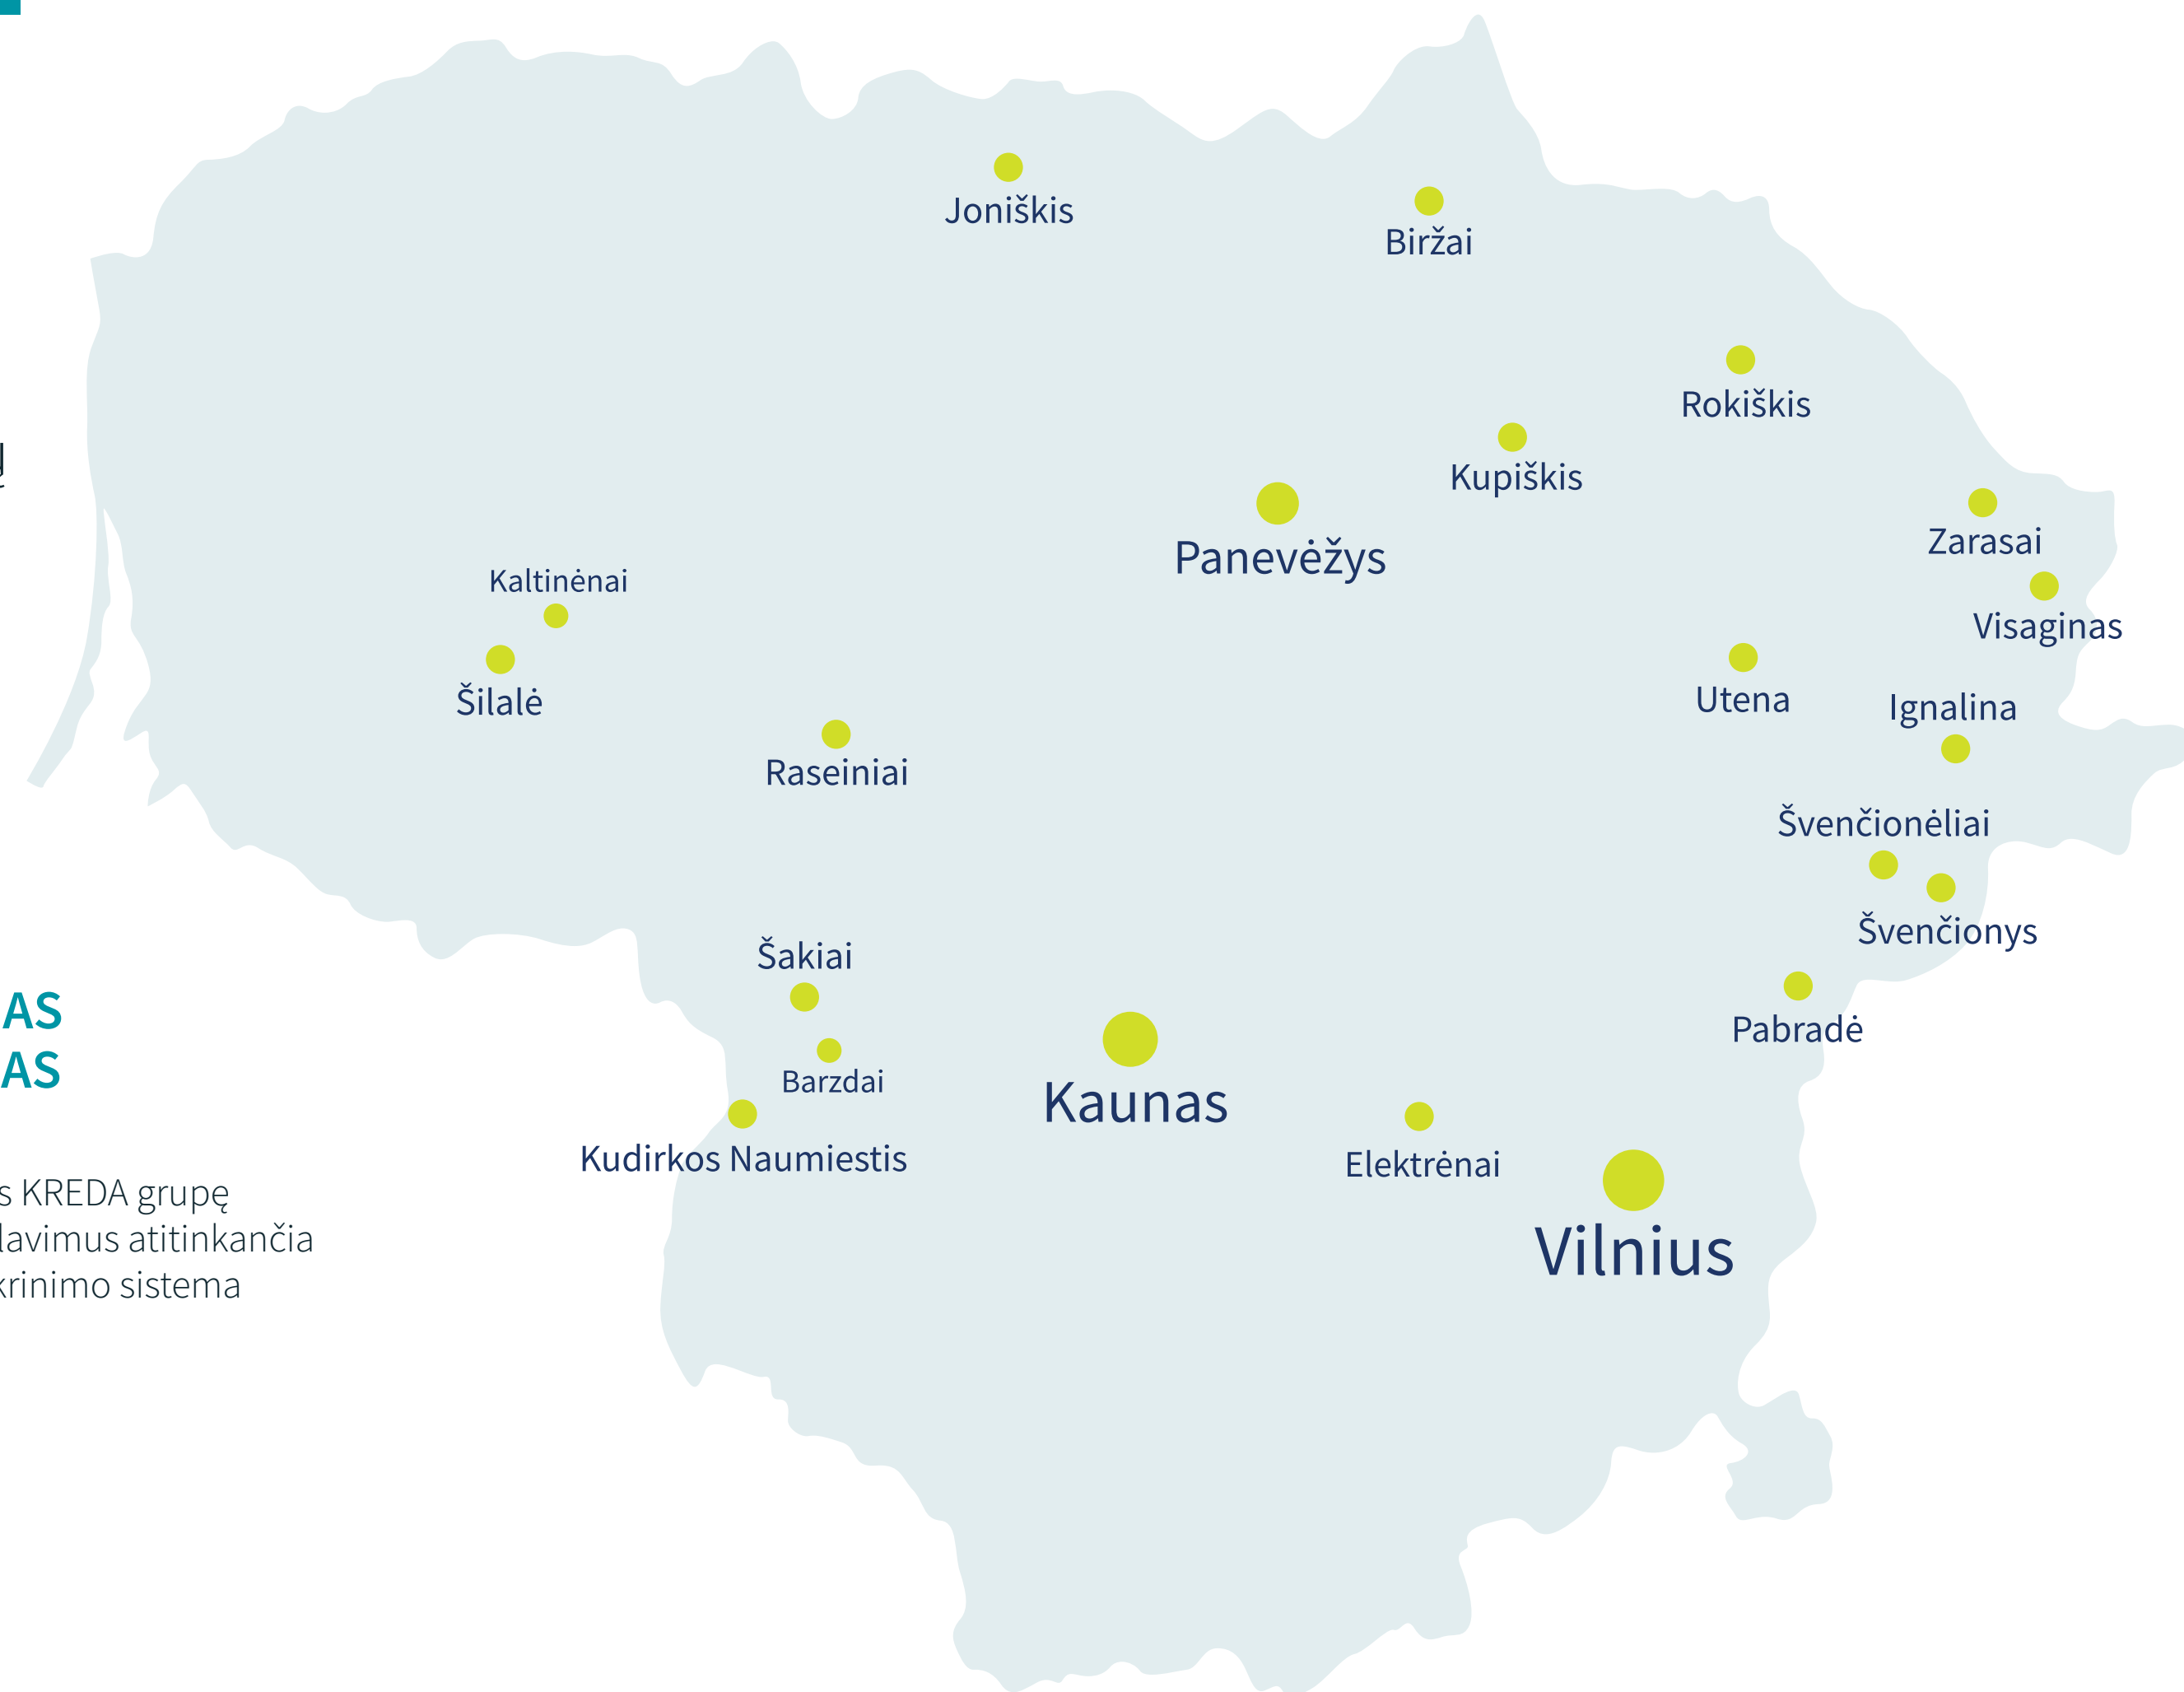 Joniškis
Biržai
Rokiškis
Kupiškis
Panevėžys
Zarasai
Kaltinėnai
Visaginas
Šilalė
Utena
Ignalina
Raseiniai
Švenčionėliai
Švenčionys
Šakiai
AS
Pabradė
AS
Barzdai
Kaunas
Kudirkos Naumiestis
Elektrėnai
s KREDA grupę
lavimus atitinkančia
Vilnius
krinimo sistema